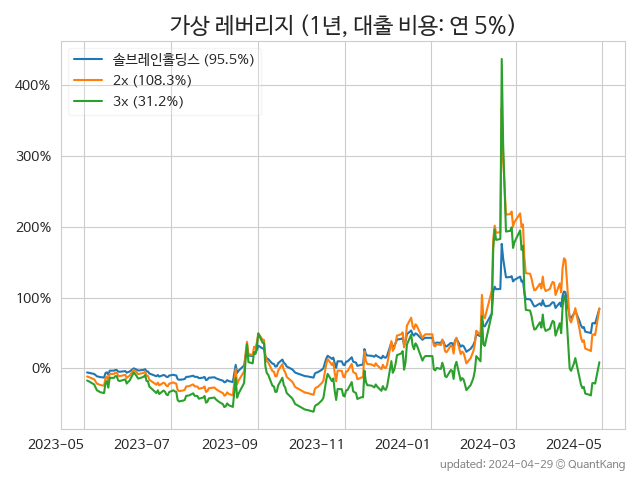 가상 레버리지 (1년, 대출 비용: 연 5%)
솔브레인홀딩스 (95.5%)
2x (108.3%)
3x (31.2%)
400%
300%
200%
100%
0%
2023-05 2023-07 2023-09 2023-11 2024-01 2024-03 2024-05
updated: 2024-04-29 © QuantKang